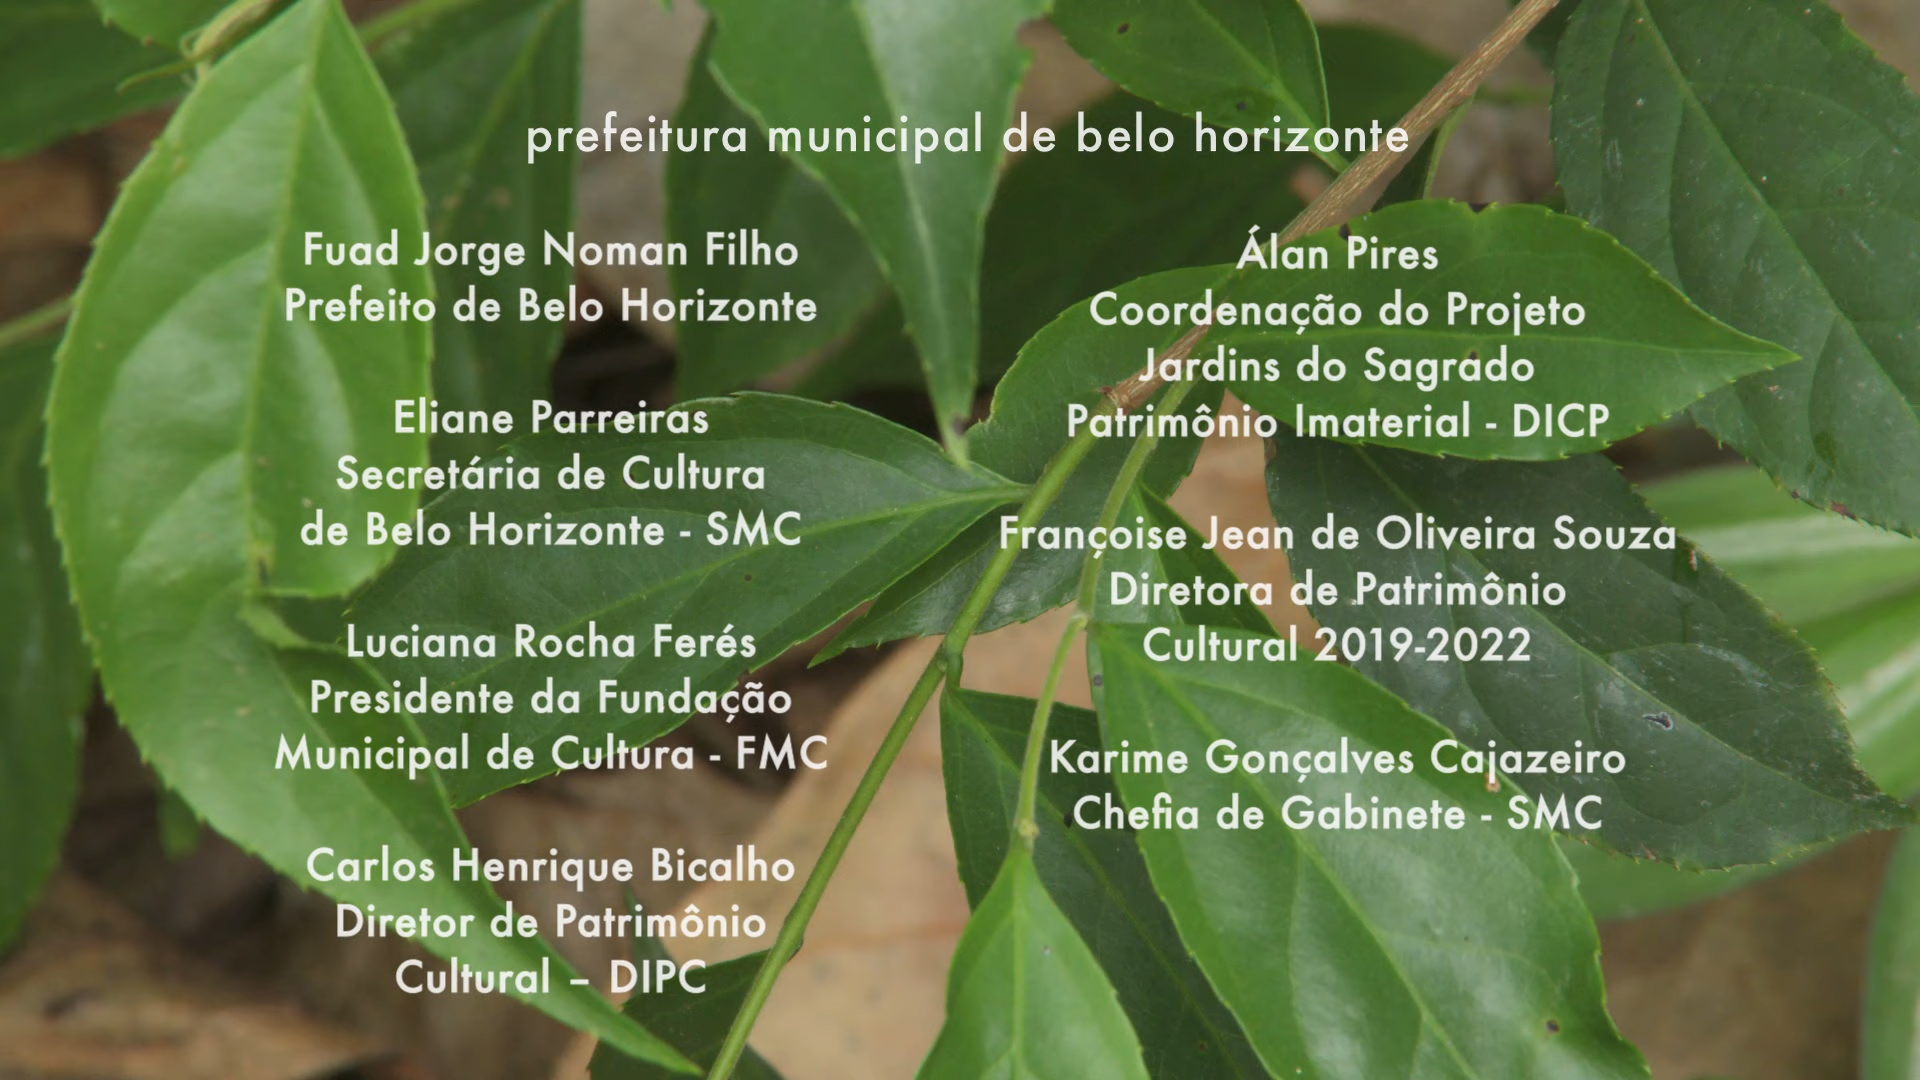 prefeitura municipal de belo horizonte
Fuad Jorge Noman Filho
Prefeito de Belo Horizonte
Eliane Parreiras
Secretária de Cultura
de Belo Horizonte - SMC
Luciana Rocha Ferés
Presidente da Fundação
Municipal de Cultura - FMC
Carlos Henrique Bicalho
Diretor de Patrimônio
Cultural – DIPC
Álan Pires
Coordenação do Projeto
Jardins do Sagrado
Patrimônio Imaterial - DICP
Françoise Jean de Oliveira Souza
Diretora de Patrimônio
Cultural 2019-2022
Karime Gonçalves Cajazeiro
Chefia de Gabinete - SMC